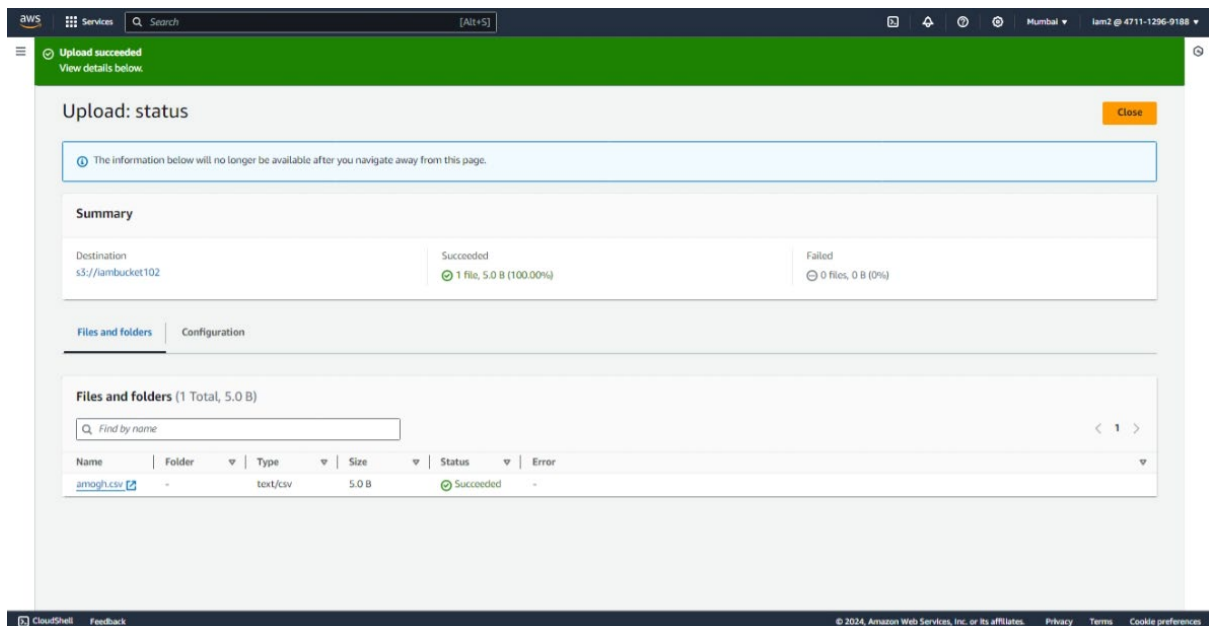 aws Services Search [Alt+S] Mumbai iam2 @ 4711-1296-9188
Upload succeeded
View details below.
Upload: status Close
The information below will no longer be available after you navigate away from this page.
Summary
Destination Succeeded Failed
s3://iambucket102 1 file, 5.0 B (100.00%) 0 files, 0 B (0%)
Files and folders Configuration
Files and folders (1 Total, 5.0 B)
Find by name 1
Name Folder Type Size Status Error
amogh.csv - text/csv 5.0 B Succeeded -
CloudShell Feedback © 2024, Amazon Web Services, Inc. or its affiliates. Privacy Terms Cookie preferences